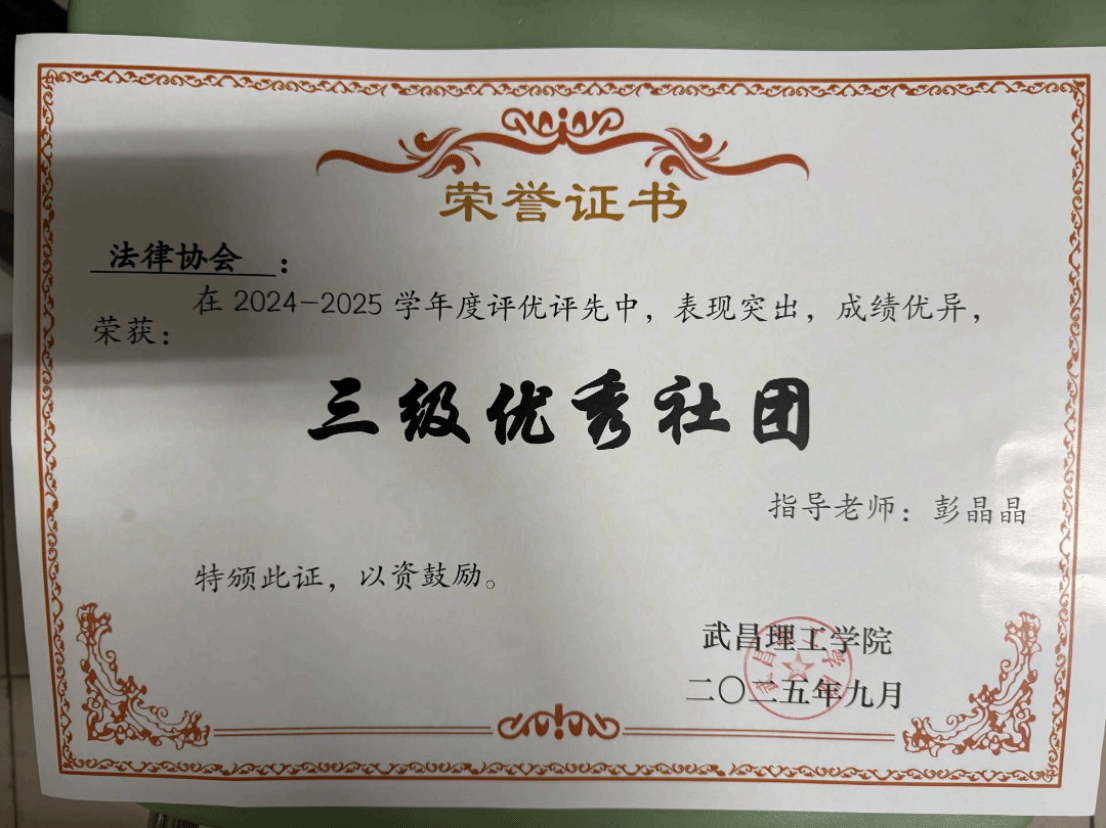 荣誉证书
法律协会：
在 2024-2025 学年度评优评先中，表现突出，成绩优异，
荣获：
三级优秀社团
指导老师：彭晶晶
特颁此证，以资鼓励。
武昌理工学院
二〇二五年九月